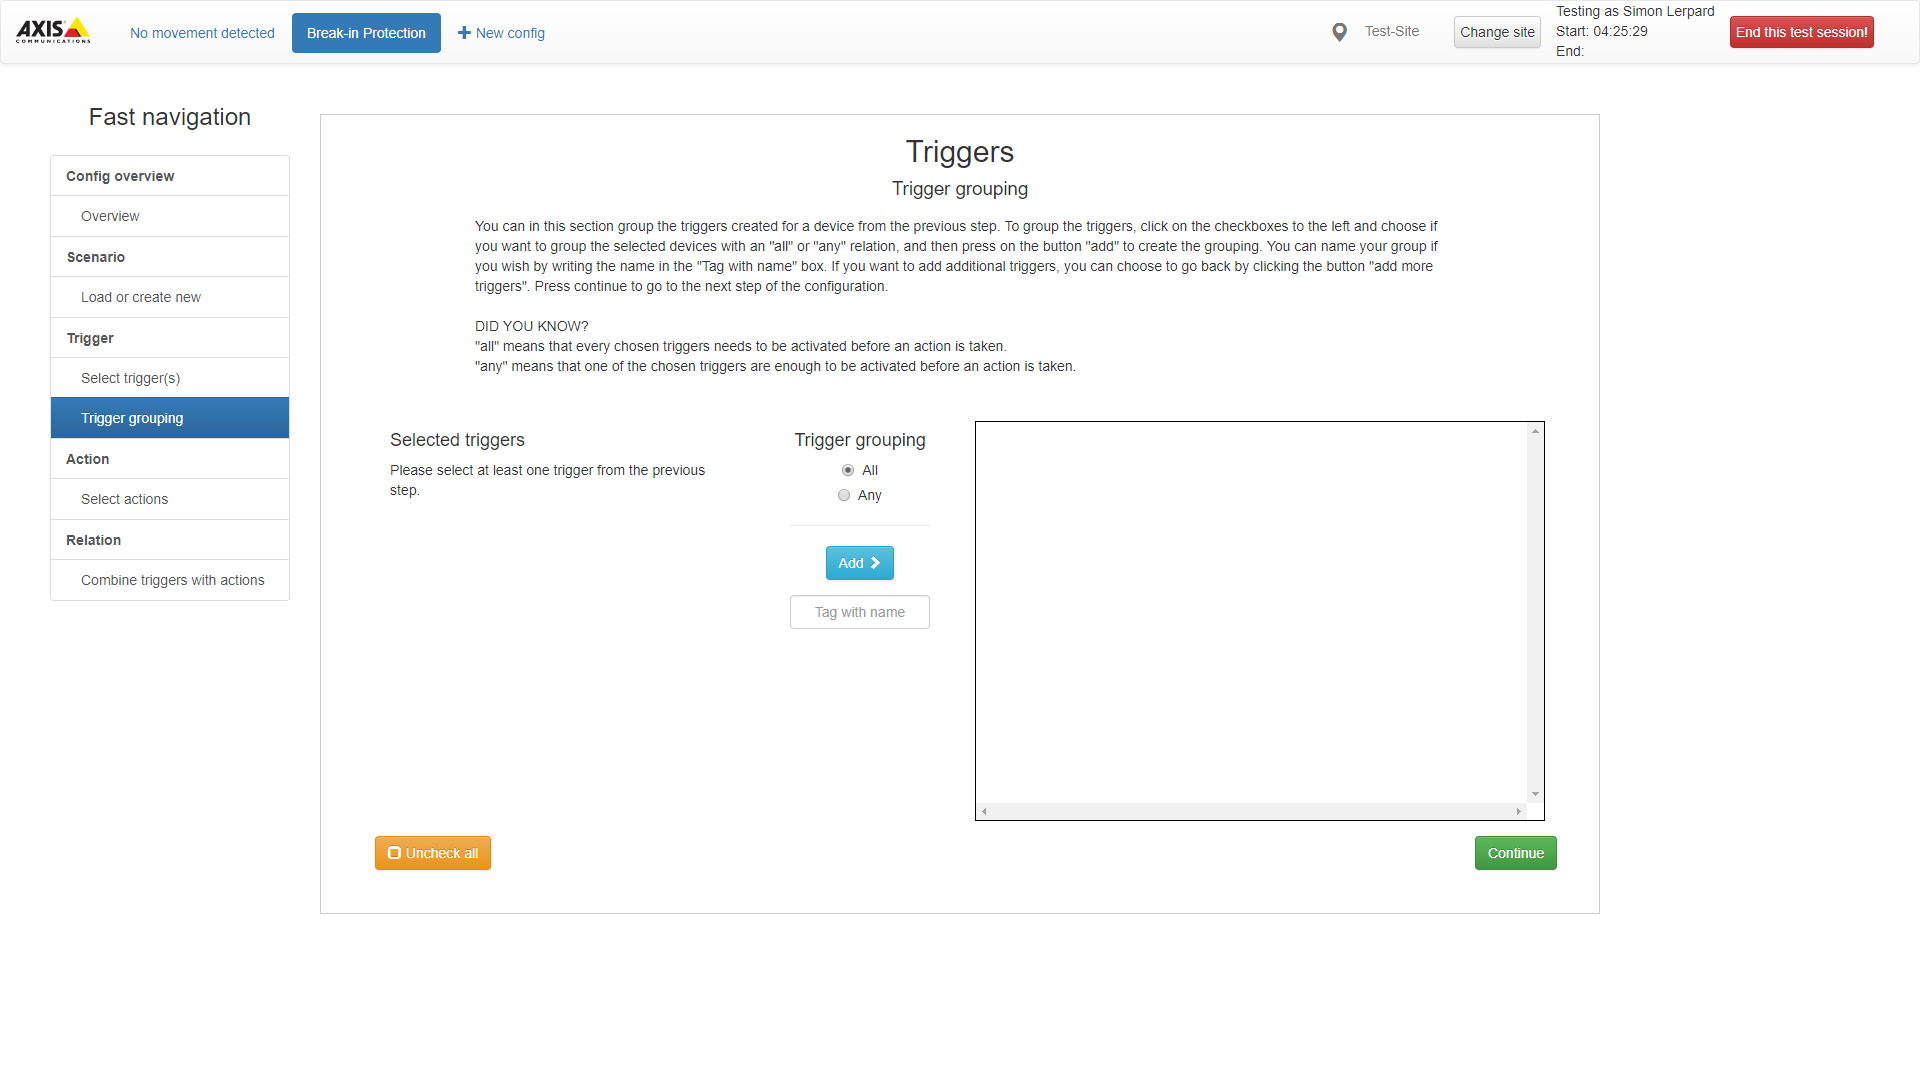 AXIS
COMMUNICATIONS
No movement detected
Break-in Protection
New config
Test-Site
Change site
Testing as Simon Lerpard
Start: 04:25:29
End:
End this test session!
Fast navigation
Config overview
Overview
Scenario
Load or create new
Trigger
Select trigger(s)
Trigger grouping
Action
Select actions
Relation
Combine triggers with actions
Triggers
Trigger grouping
You can in this section group the triggers created for a device from the previous step. To group the triggers, click on the checkboxes to the left and choose if
you want to group the selected devices with an "all" or "any" relation, and then press on the button "add" to create the grouping. You can name your group if
you wish by writing the name in the "Tag with name" box. If you want to add additional triggers, you can choose to go back by clicking the button "add more
triggers". Press continue to go to the next step of the configuration.
DID YOU KNOW?
"all" means that every chosen triggers needs to be activated before an action is taken.
"any" means that one of the chosen triggers are enough to be activated before an action is taken.
Selected triggers
Please select at least one trigger from the previous
step.
Trigger grouping
All
Any
Add
Tag with name
Uncheck all
Continue